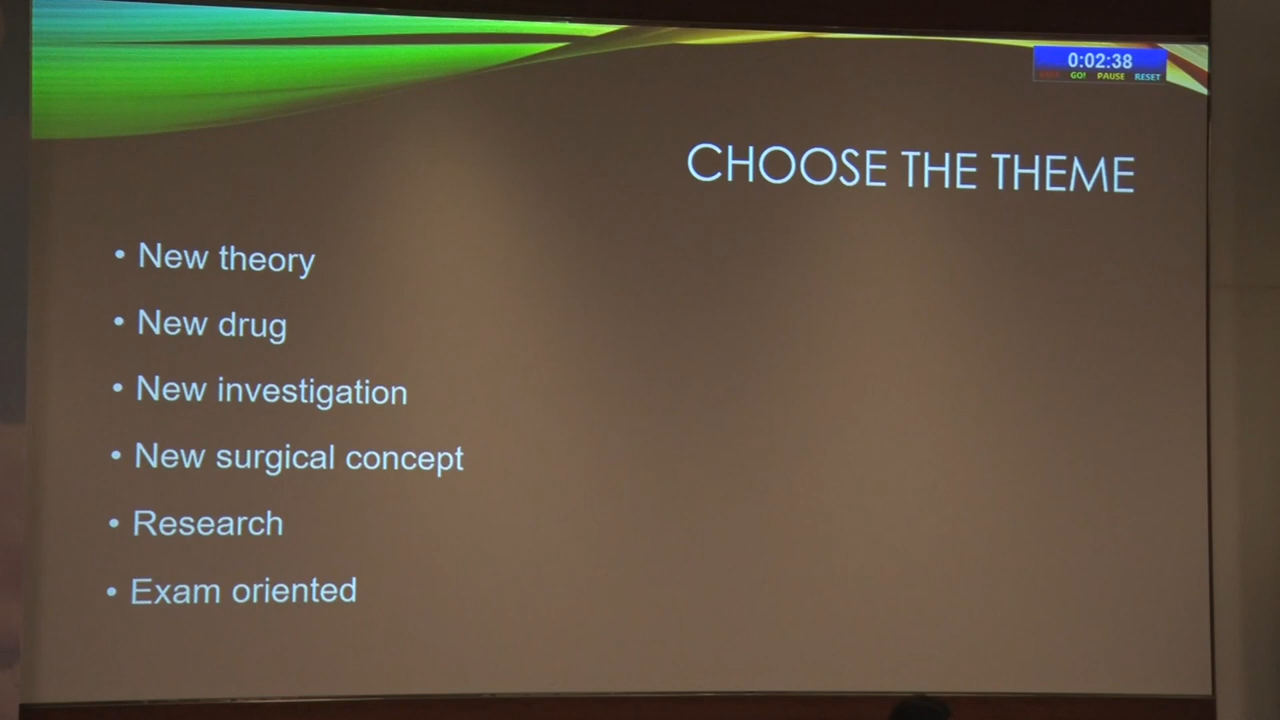 0:02:38
GO! PAUSE RESET
CHOOSE THE THEME
• New theory
• New drug
• New investigation
• New surgical concept
• Research
• Exam oriented